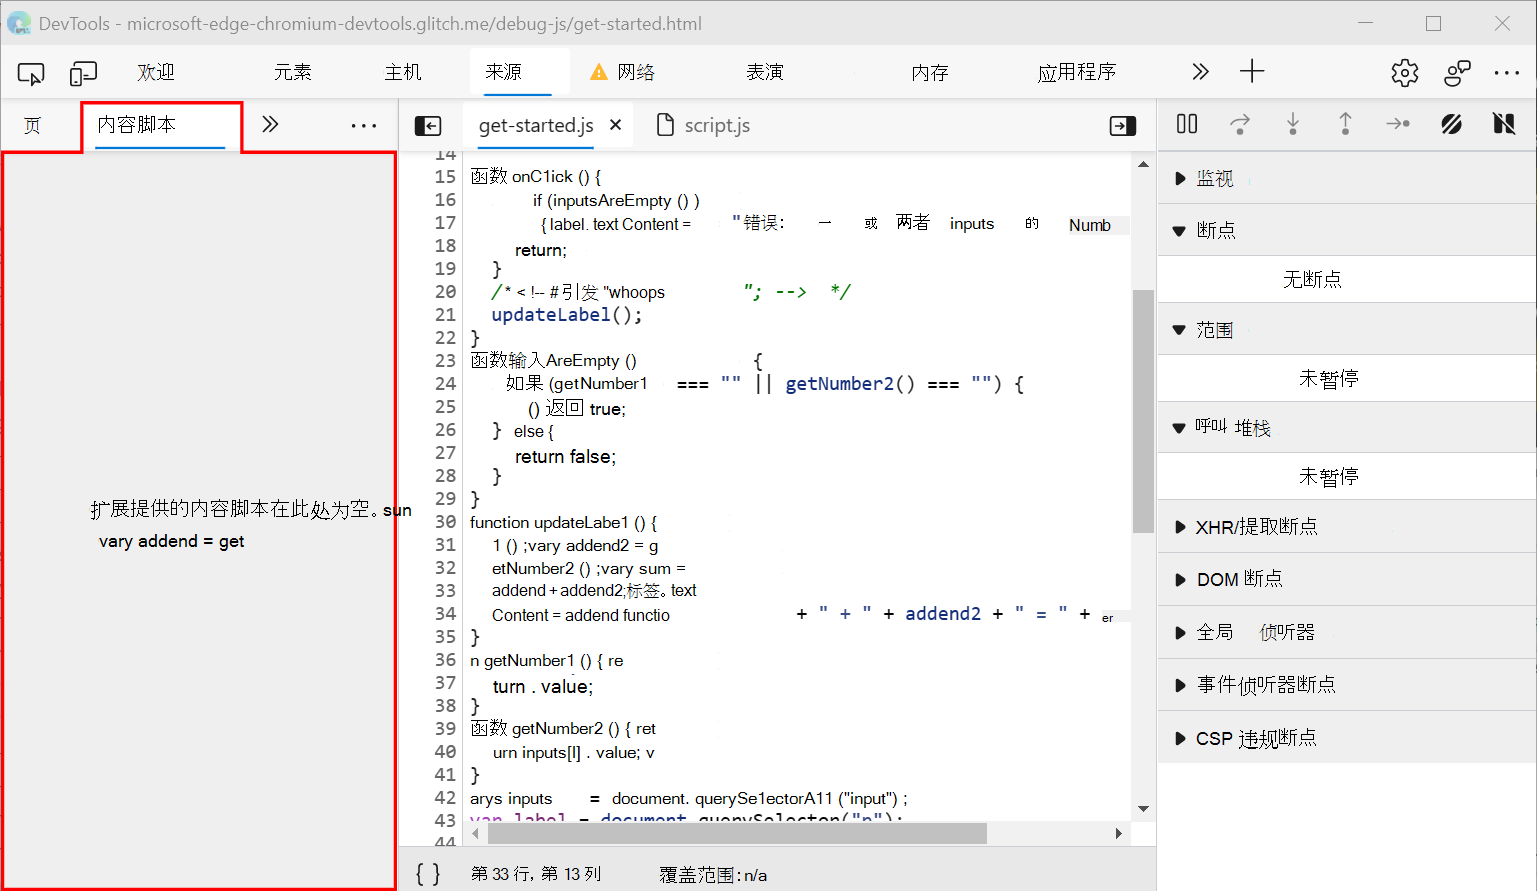 DevTools - microsoft-edge-chromium-devtools.glitch.me/debug-js/get-started.html
欢迎 元素 主机 来源 网络 表演 内存 应用程序
页 内容脚本
扩展提供的内容脚本在此处为空。sun
vary addend = get
get-started.js script.js
14
15 函数 onC1ick () {
16 if (inputsAreEmpty () )
17 { label. text Content = "错误: 一 或 两者 inputs 的 Numb
18 return;
19 }
20 /* < !-- # 引发 "whoops "; --> */
21 updateLabel();
22 }
23 函数输入AreEmpty () {
24 如果 (getNumber1 === "" || getNumber2() === "") {
25 () 返回 true;
26 } else {
27 return false;
28 }
29 }
30 function updateLabe1 () {
31 1 () ;vary addend2 = g
32 etNumber2 () ;vary sum =
33 addend + addend2;标签。text
34 Content = addend functio + " + " + addend2 + " = " + er
35 }
36 n getNumber1 () { re
37 turn . value;
38 }
39 函数 getNumber2 () { ret
40 urn inputs[l] . value; v
41 }
42 arys inputs = document. querySe1ectorA11 ("input") ;
43 var label = document.querySelector("p");
44
{ } 第 33 行, 第 13 列 覆盖范围: n/a
监视
断点
无断点
范围
未暂停
呼叫 堆栈
未暂停
XHR/提取断点
DOM 断点
全局 侦听器
事件侦听器断点
CSP 违规断点